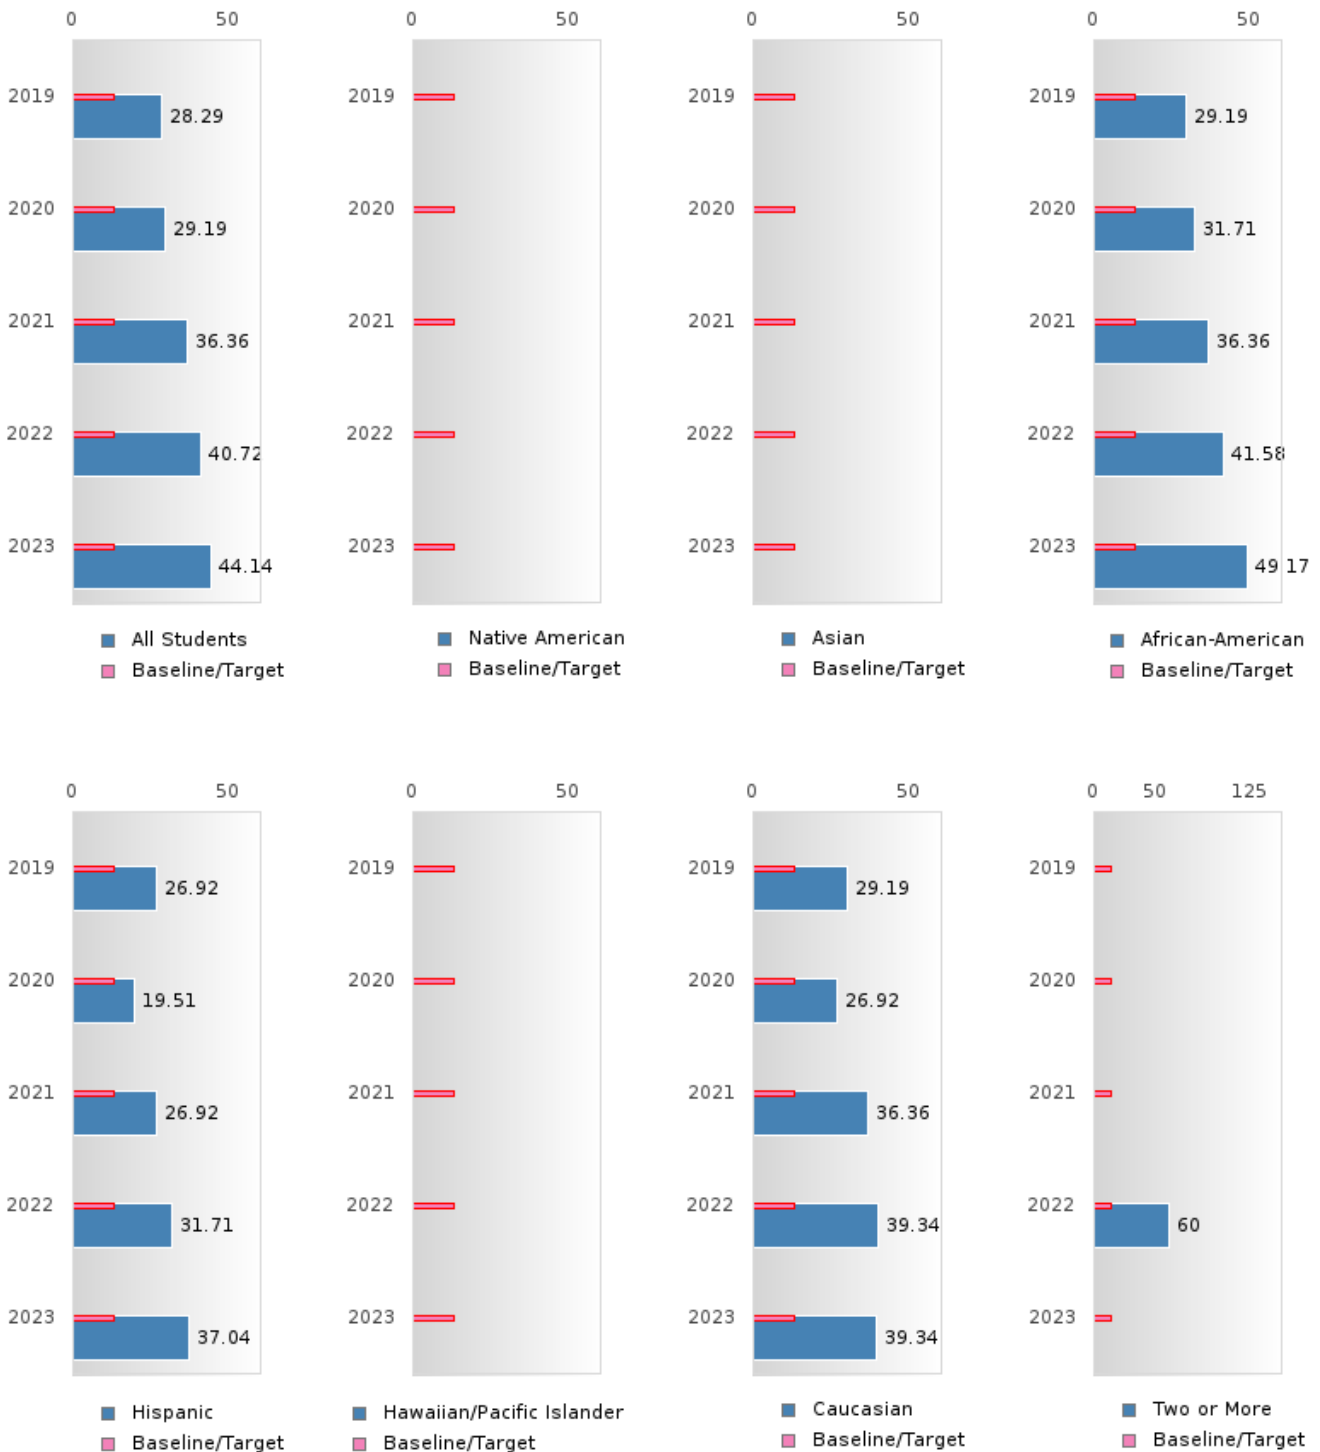 0 50 0 50 0 50 0 50
2019 28.29 2019 2019 2019 29.19
2020 29.19 2020 2020 2020 31.71
2021 36.36 2021 2021 2021 36.36
2022 40.72 2022 2022 2022 41.58
2023 44.14 2023 2023 2023 49.17
All Students Native American Asian African-American
Baseline/Target Baseline/Target Baseline/Target Baseline/Target
0 50 0 50 0 50 0 50 125
2019 26.92 2019 2019 29.19 2019
2020 19.51 2020 2020 26.92 2020
2021 26.92 2021 2021 36.36 2021
2022 31.71 2022 2022 39.34 2022 60
2023 37.04 2023 2023 39.34 2023
Hispanic Hawaiian/Pacific Islander Caucasian Two or More
Baseline/Target Baseline/Target Baseline/Target Baseline/Target